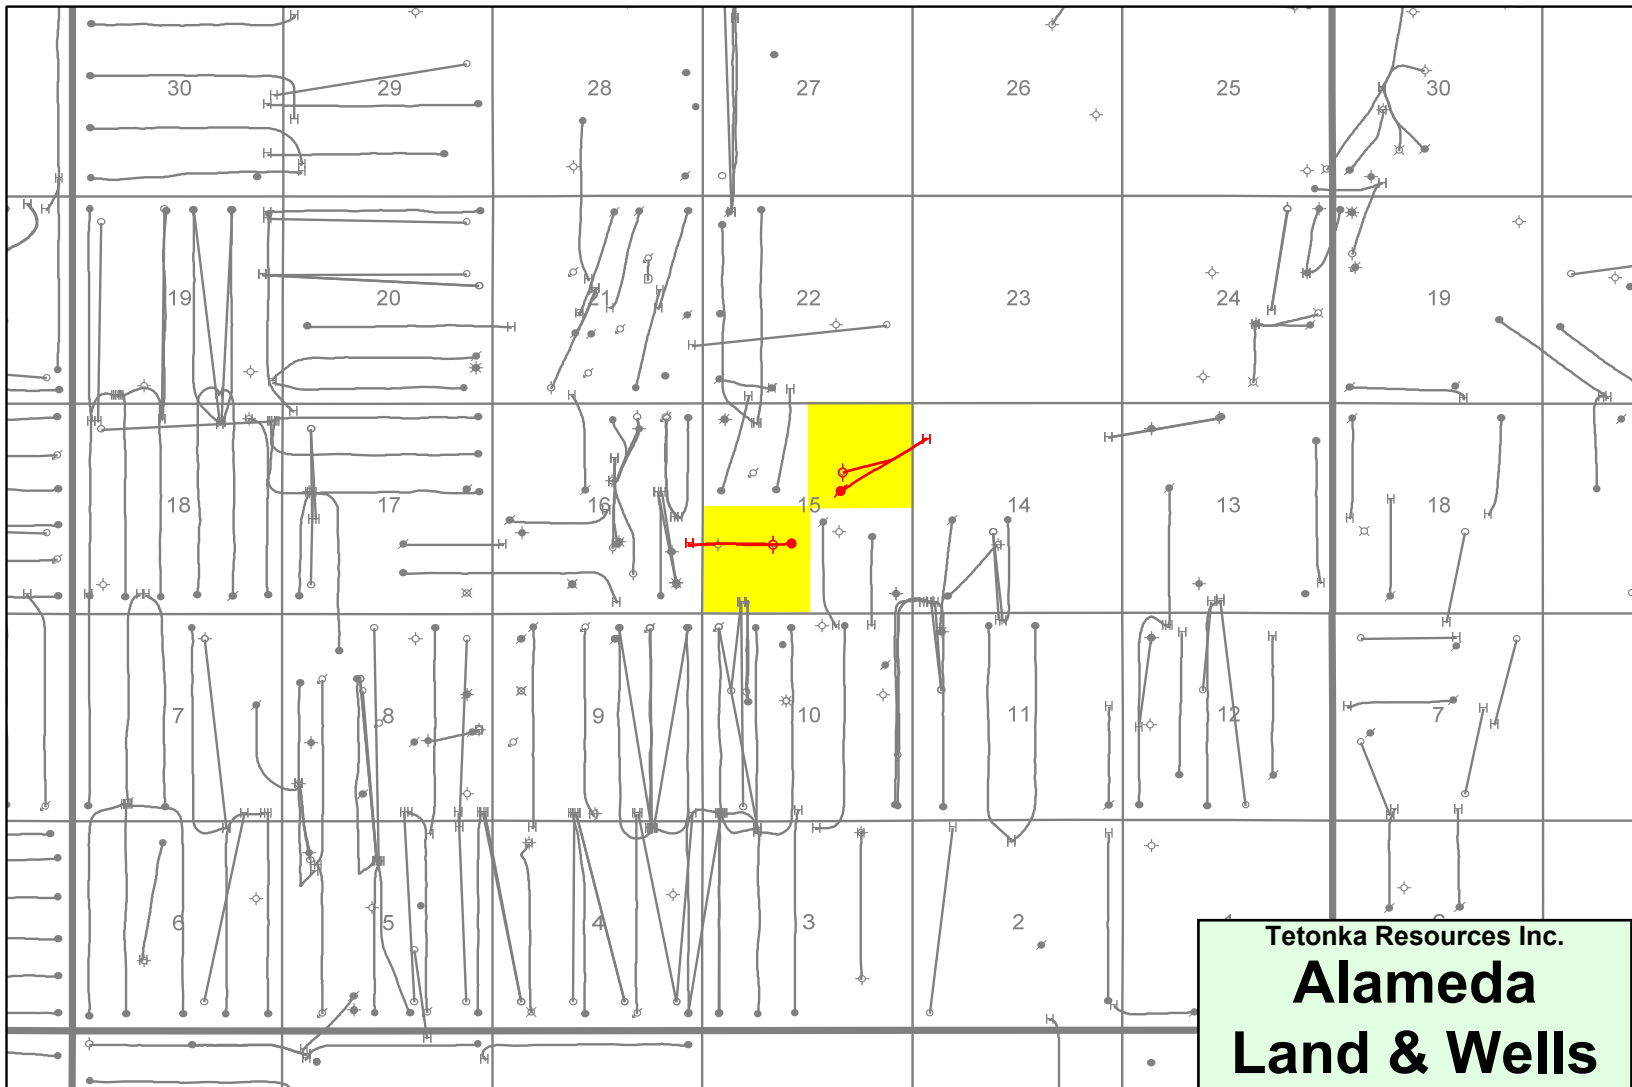 30 29 28 27 26 25 30
19 20 21 22 23 24 19
18 17 16 15 14 13 18
7 8 9 10 11 12 7
6 5 4 3 2
Tetonka Resources Inc.
Alameda
Land & Wells